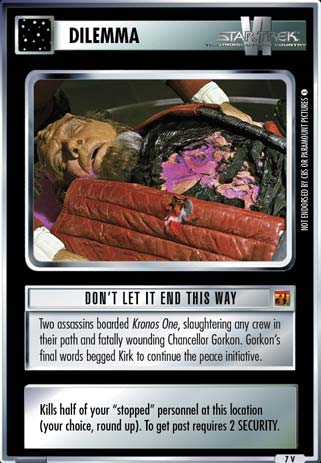 DILEMMA
VI
STAR TREK
THE UNDISCOVERED COUNTRY
NOT ENDORSED BY CBS OR PARAMOUNT PICTURES
DON'T LET IT END THIS WAY
Two assassins boarded Kronos One, slaughtering any crew in
their path and fatally wounding Chancellor Gorkon. Gorkon's
final words begged Kirk to continue the peace initiative.
Kills half of your "stopped" personnel at this location
(your choice, round up). To get past requires 2 SECURITY.
7 V